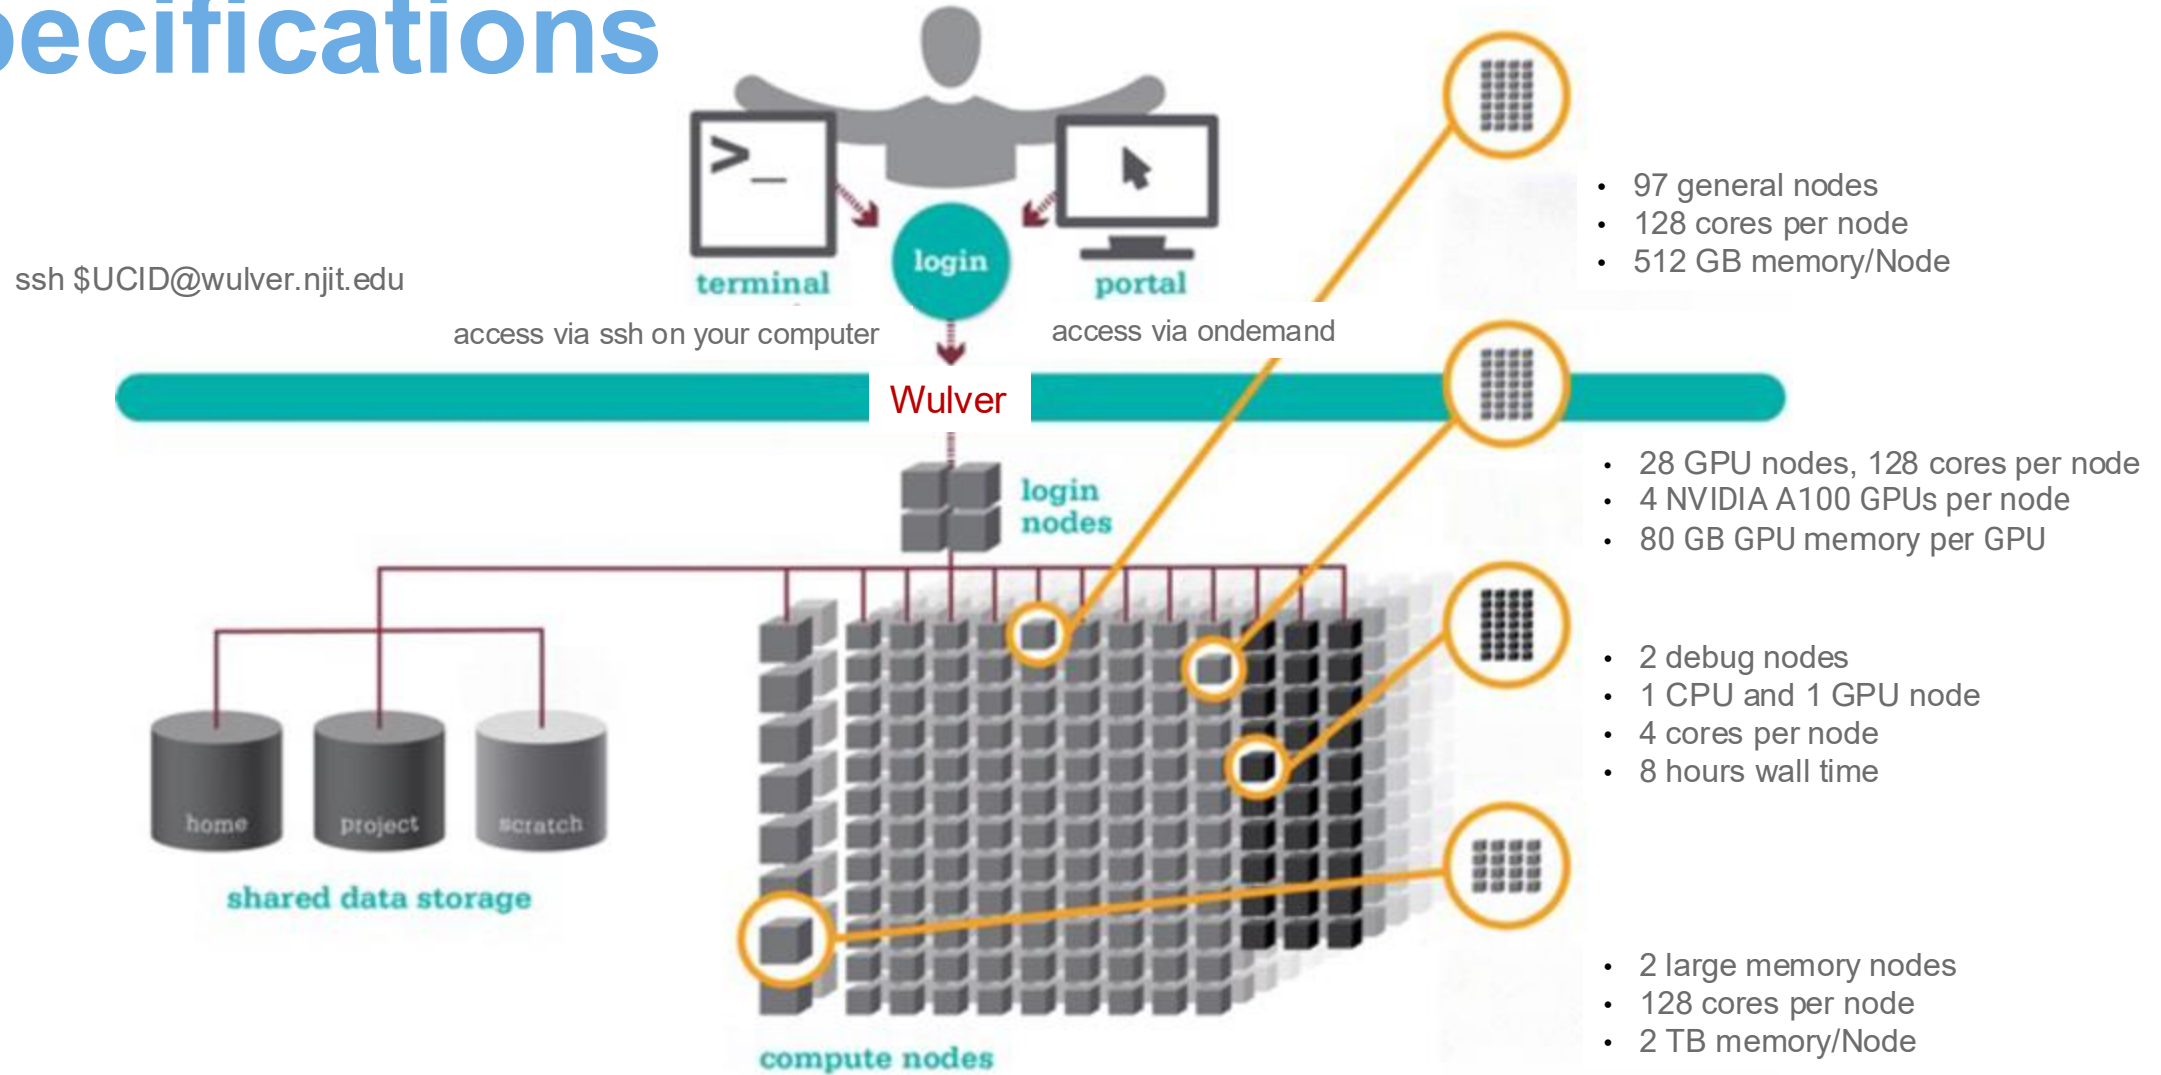 pecifications
>_
terminal
login
portal
ssh $UCID@wulver.njit.edu
access via ssh on your computer
access via ondemand
Wulver
login
nodes
home
project
scratch
shared data storage
compute nodes
• 97 general nodes
• 128 cores per node
• 512 GB memory/Node
• 28 GPU nodes, 128 cores per node
• 4 NVIDIA A100 GPUs per node
• 80 GB GPU memory per GPU
• 2 debug nodes
• 1 CPU and 1 GPU node
• 4 cores per node
• 8 hours wall time
• 2 large memory nodes
• 128 cores per node
• 2 TB memory/Node